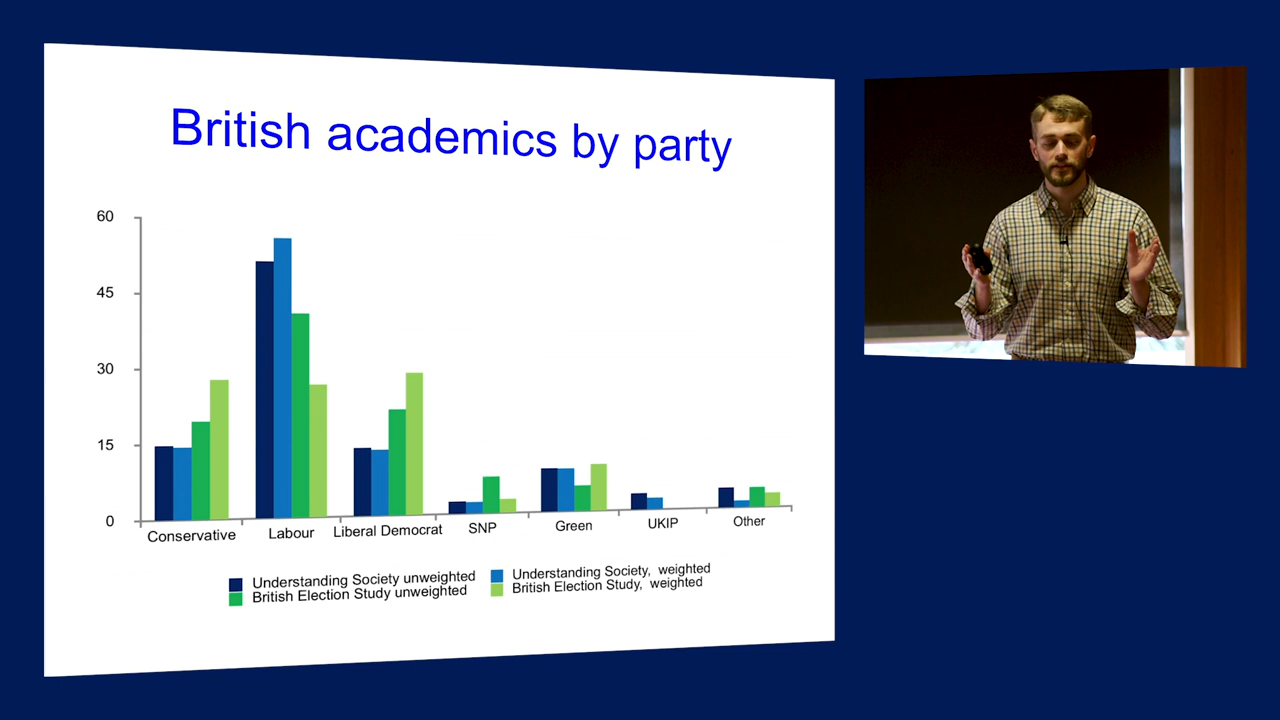 British academics by party
60
45
30
15
0
Conservative Labour Liberal Democrat SNP Green UKIP Other
Understanding Society unweighted Understanding Society, weighted
British Election Study unweighted British Election Study, weighted